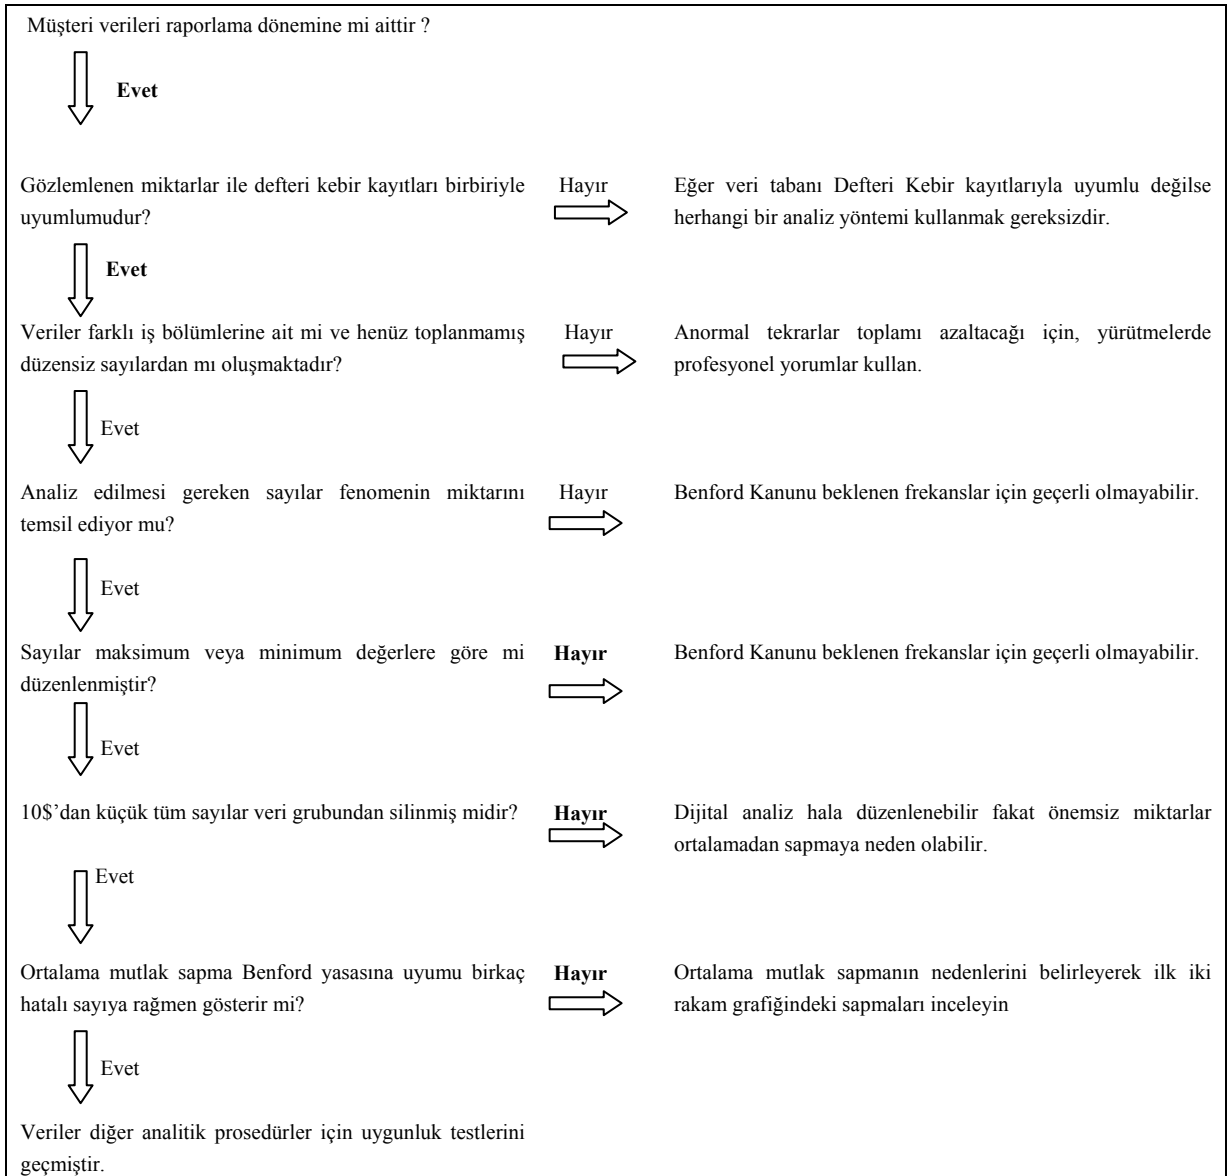 Müşteri verileri raporlama dönemine mi aittir ?
Evet
Gözlemlenen miktarlar ile defteri kebir kayıtları birbiriyle
uyumlumudur?
Hayır
Eğer veri tabanı Defteri Kebir kayıtlarıyla uyumlu değilse
herhangi bir analiz yöntemi kullanmak gereksizdir.
Evet
Veriler farklı iş bölümlerine ait mi ve henüz toplanmamış
düzensiz sayılardan mı oluşmaktadır?
Hayır
Anormal tekrarlar toplamı azaltacağı için, yürütmelerde
profesyonel yorumlar kullan.
Evet
Analiz edilmesi gereken sayılar fenomenin miktarını
temsil ediyor mu?
Hayır
Benford Kanunu beklenen frekanslar için geçerli olmayabilir.
Evet
Sayılar maksimum veya minimum değerlere göre mi
düzenlenmiştir?
Hayır
Benford Kanunu beklenen frekanslar için geçerli olmayabilir.
Evet
10$’dan küçük tüm sayılar veri grubundan silinmiş midir?
Hayır
Dijital analiz hala düzenlenebilir fakat önemsiz miktarlar
ortalamadan sapmaya neden olabilir.
Evet
Ortalama mutlak sapma Benford yasasına uyumu birkaç
hatalı sayıya rağmen gösterir mi?
Hayır
Ortalama mutlak sapmanın nedenlerini belirleyerek ilk iki
rakam grafiğindeki sapmaları inceleyin
Evet
Veriler diğer analitik prosedürler için uygunluk testlerini
geçmiştir.